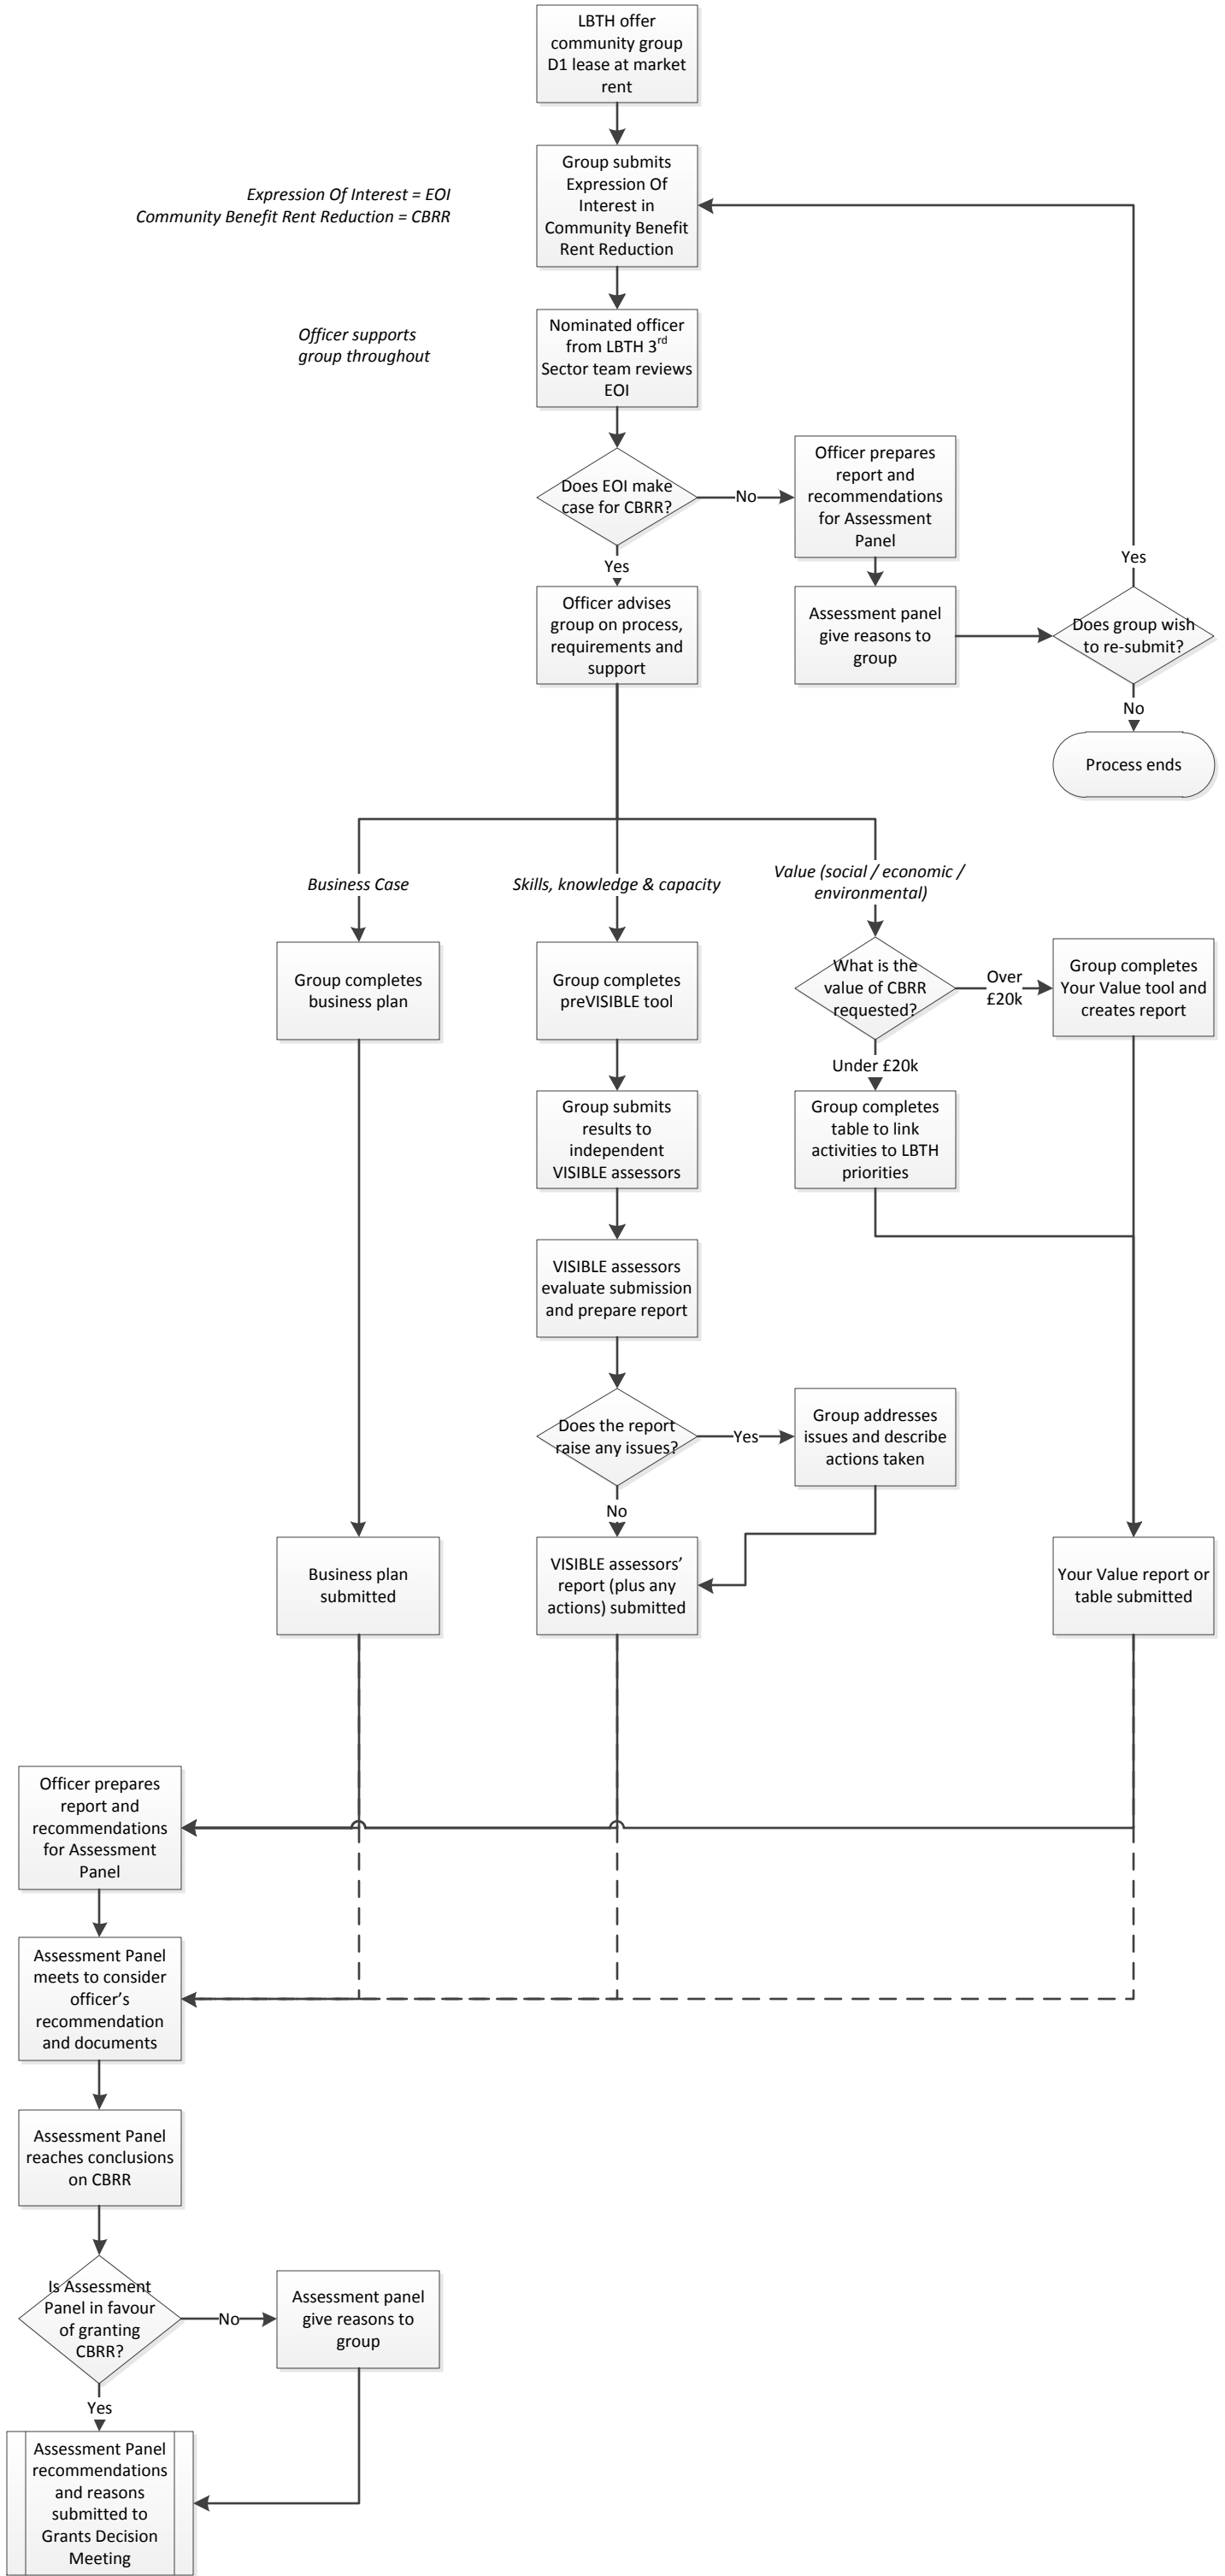 LBTH offer
community group
D1 lease at market
rent
Group submits
Expression Of
Interest in
Community Benefit
Rent Reduction
Expression Of Interest = EOI
Community Benefit Rent Reduction = CBRR
Officer supports
group throughout
Nominated officer
from LBTH 3rd
Sector team reviews
EOI
Does EOI make
case for CBRR?
No
Officer prepares
report and
recommendations
for Assessment
Panel
Yes
Yes
Officer advises
group on process,
requirements and
support
Assessment panel
give reasons to
group
Does group wish
to re-submit?
No
Process ends
Business Case
Skills, knowledge & capacity
Value (social / economic /
environmental)
Group completes
business plan
Group completes
preVISIBLE tool
What is the
value of CBRR
requested?
Over
£20k
Group completes
Your Value tool and
creates report
Under £20k
Group submits
results to
independent
VISIBLE assessors
Group completes
table to link
activities to LBTH
priorities
VISIBLE assessors
evaluate submission
and prepare report
Does the report
raise any issues?
Yes
Group addresses
issues and describe
actions taken
No
Business plan
submitted
VISIBLE assessors’
report (plus any
actions) submitted
Your Value report or
table submitted
Officer prepares
report and
recommendations
for Assessment
Panel
Assessment Panel
meets to consider
officer’s
recommendation
and documents
Assessment Panel
reaches conclusions
on CBRR
Is Assessment
Panel in favour
of granting
CBRR?
No
Assessment panel
give reasons to
group
Yes
Assessment Panel
recommendations
and reasons
submitted to
Grants Decision
Meeting